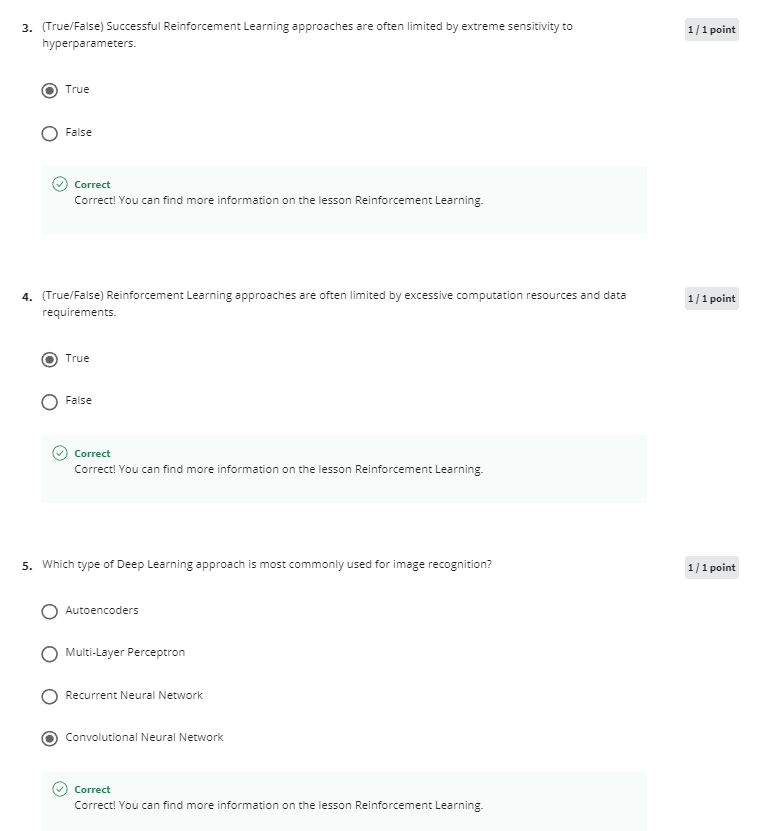 3. (True/False) Successful Reinforcement Learning approaches are often limited by extreme sensitivity to
hyperparameters.
1 / 1 point
True
False
Correct
Correct! You can find more information on the lesson Reinforcement Learning.
4. (True/False) Reinforcement Learning approaches are often limited by excessive computation resources and data
requirements.
1 / 1 point
True
False
Correct
Correct! You can find more information on the lesson Reinforcement Learning.
5. Which type of Deep Learning approach is most commonly used for image recognition?
1 / 1 point
Autoencoders
Multi-Layer Perceptron
Recurrent Neural Network
Convolutional Neural Network
Correct
Correct! You can find more information on the lesson Reinforcement Learning.